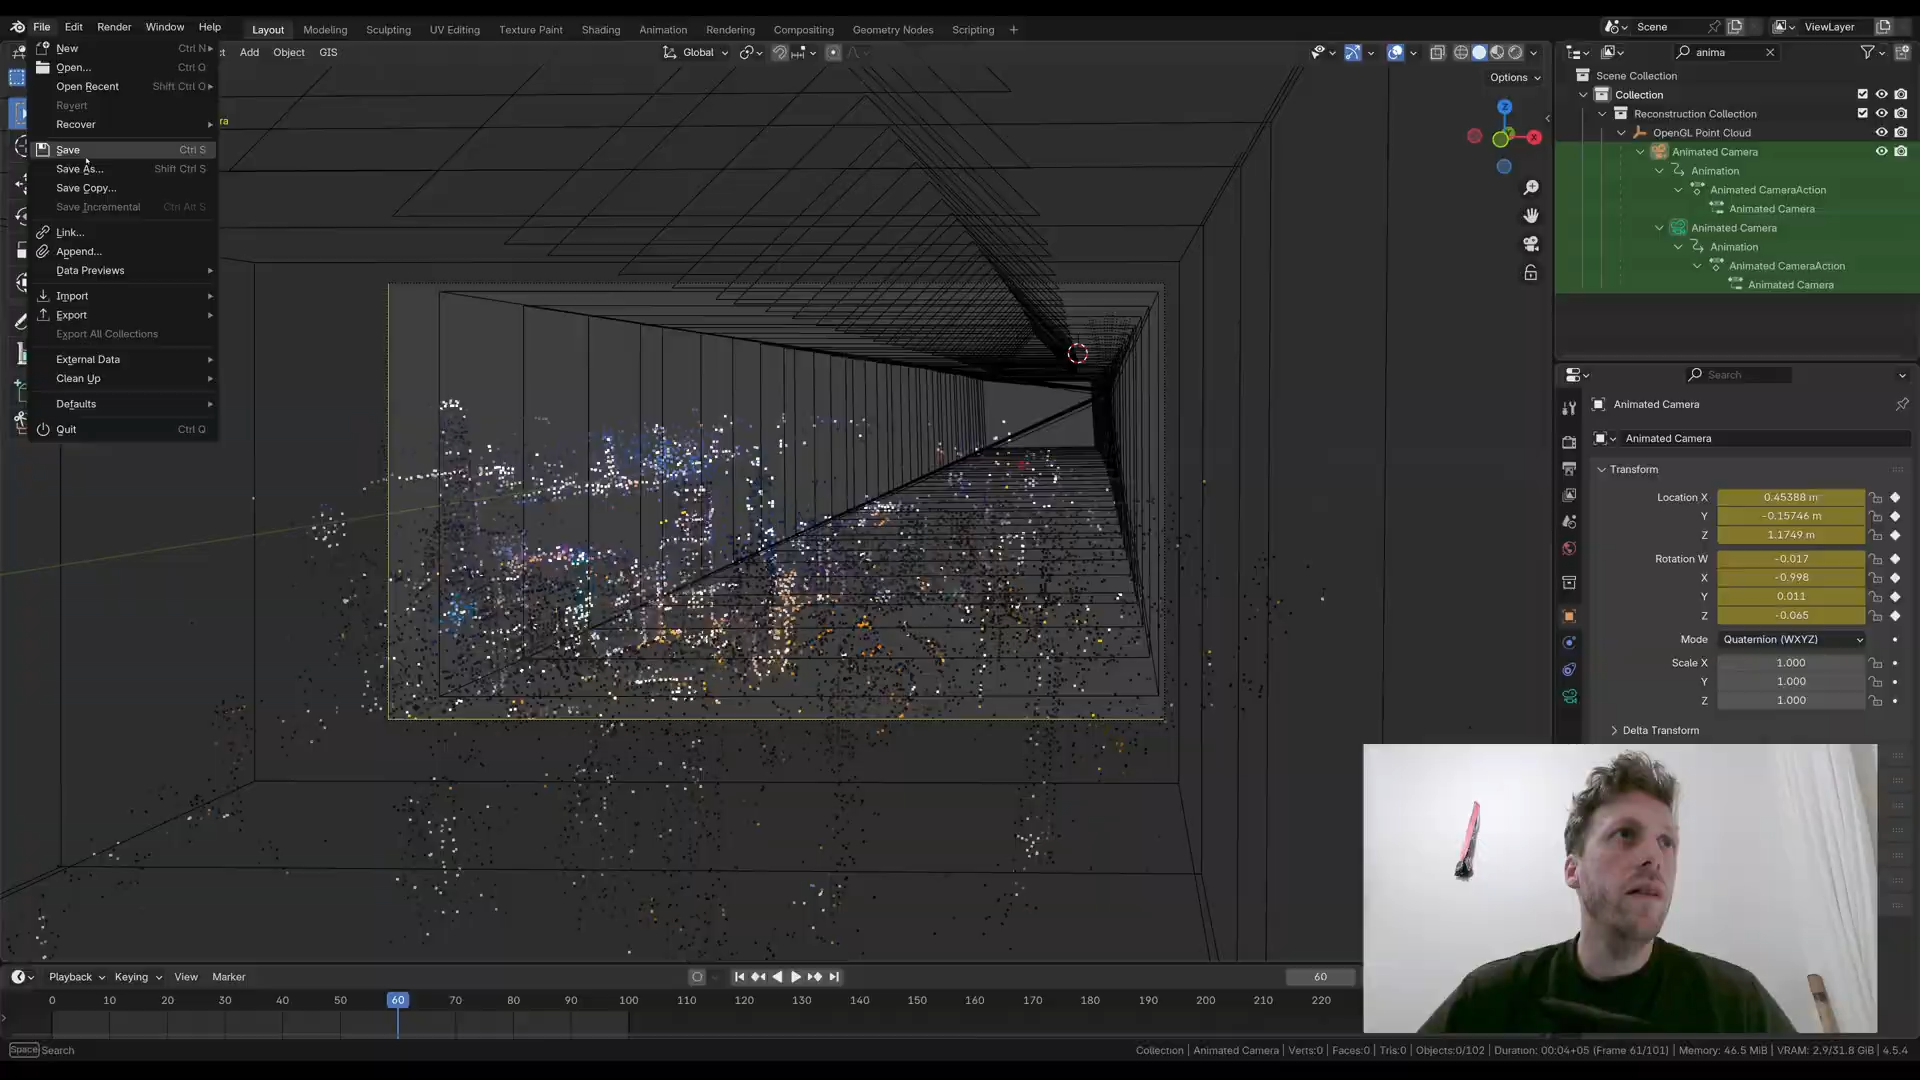 File Edit Render Window Help
Layout Modeling Sculpting UV Editing Texture Paint Shading Animation Compositing Rendering Compositing Geometry Nodes Scripting +
Scene
ViewLayer
New Ctrl N
Open... Ctrl O
Open Recent Shift Ctrl O
Revert
Recover
Save Ctrl S
Save As... Shift Ctrl S
Save Copy...
Save Incremental Ctrl Alt S
Link...
Append...
Data Previews
Import
Export
Export All Collections
External Data
Clean Up
Defaults
Quit Ctrl Q
Add Object GIS
Global
Options
ra
Z
X
anima
Scene Collection
Collection
Reconstruction Collection
OpenGL Point Cloud
Animated Camera
Animation
Animated CameraAction
Animated Camera
Animated Camera
Animation
Animated CameraAction
Animated Camera
Search
Animated Camera
Animated Camera
Transform
Location X 0.45388 m
Y -0.15746 m
Z 1.1749 m
Rotation W -0.017
X -0.998
Y 0.011
Z -0.065
Mode Quaternion (WXYZ)
Scale X 1.000
Y 1.000
Z 1.000
Delta Transform
Playback Keying View Marker
60
0 10 20 30 40 50 60 70 80 90 100 110 120 130 140 150 160 170 180 190 200 210 220
Space Search
Collection | Animated Camera | Verts:0 | Faces:0 | Tris:0 | Objects:0/102 | Duration: 00:04+05 (Frame 61/101) | Memory: 46.5 MiB | VRAM: 2.9/31.8 GiB | 4.5.4